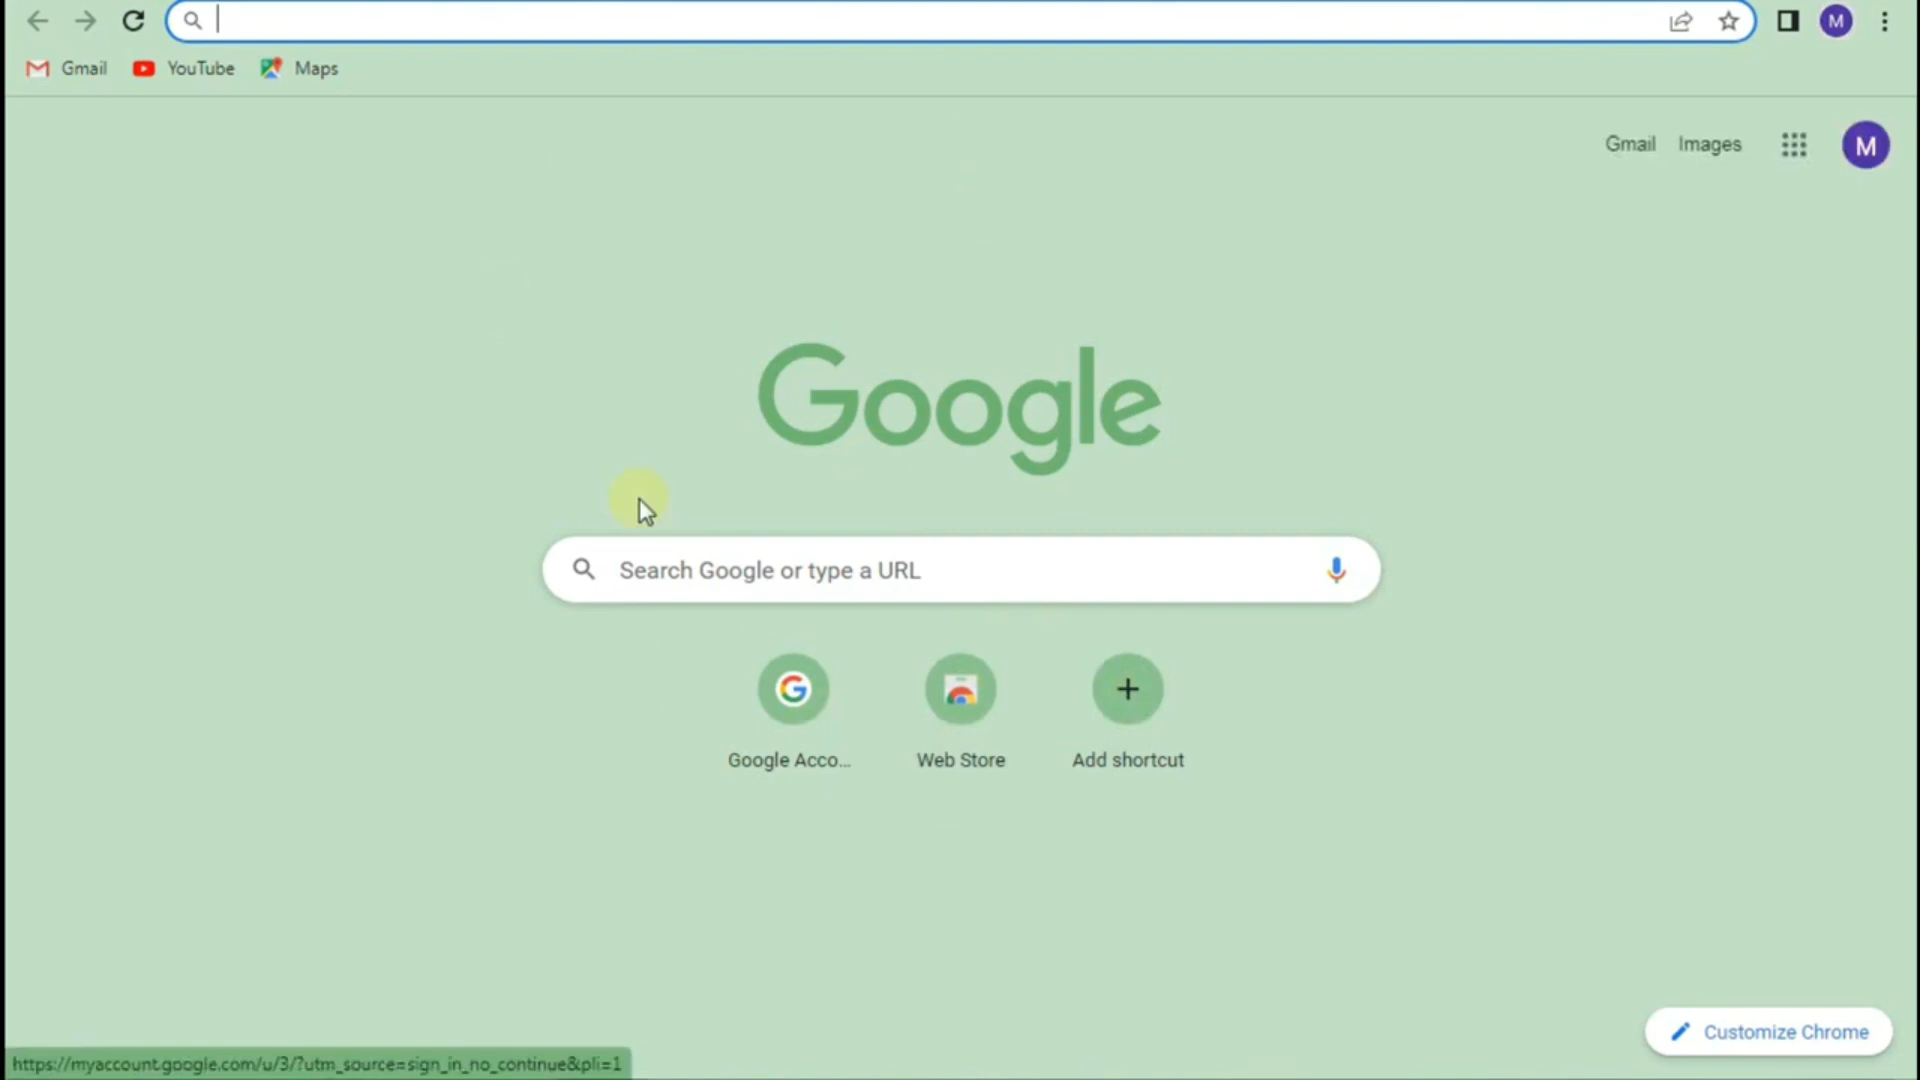 M
Gmail
YouTube
Maps
Gmail
Images
M
Google
Search Google or type a URL
G
Google Acco...
Web Store
Add shortcut
Customize Chrome
https://myaccount.google.com/u/3/?utm_source=sign_in_no_continue&pli=1